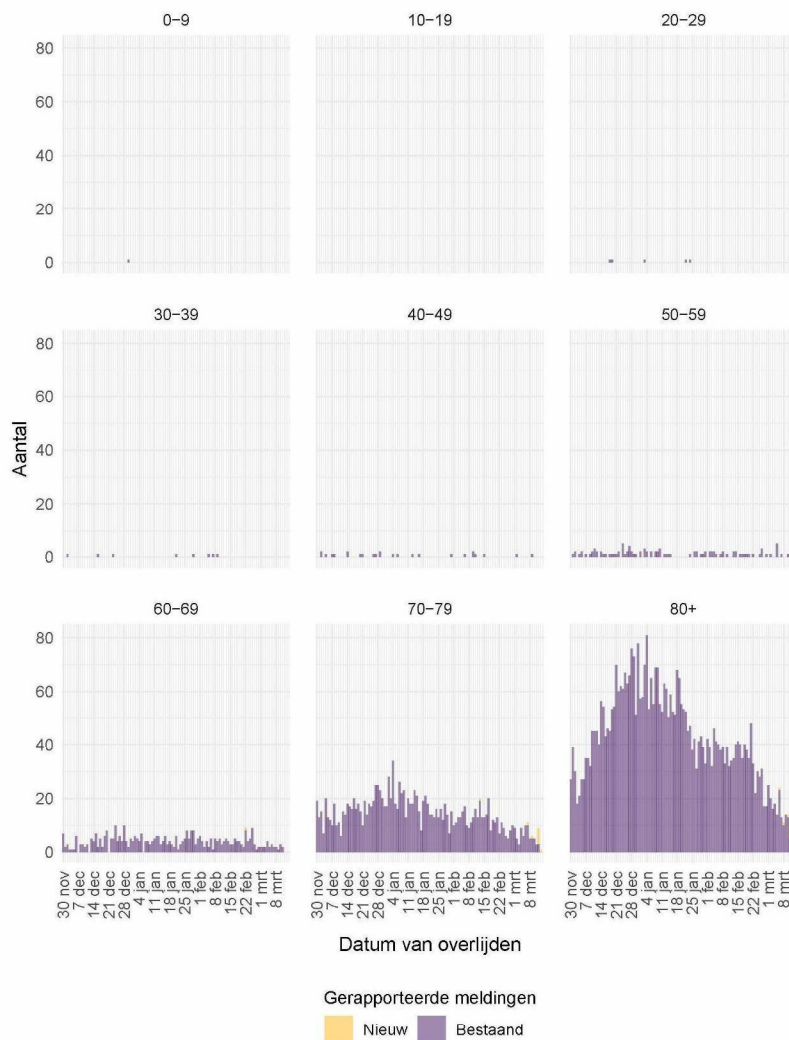 0−9 10−19 20−29
80
60
40
20
0
30−39 40−49 50−59
80
60
40
20
0
Aantal
60−69 70−79 80+
80
60
40
20
0
30 nov 7 dec 14 dec 21 dec 28 dec 4 jan 11 jan 18 jan 25 jan 1 feb 8 feb 15 feb 22 feb 1 mrt 8 mrt
30 nov 7 dec 14 dec 21 dec 28 dec 4 jan 11 jan 18 jan 25 jan 1 feb 8 feb 15 feb 22 feb 1 mrt 8 mrt
30 nov 7 dec 14 dec 21 dec 28 dec 4 jan 11 jan 18 jan 25 jan 1 feb 8 feb 15 feb 22 feb 1 mrt 8 mrt
Datum van overlijden
Gerapporteerde meldingen
Nieuw Bestaand